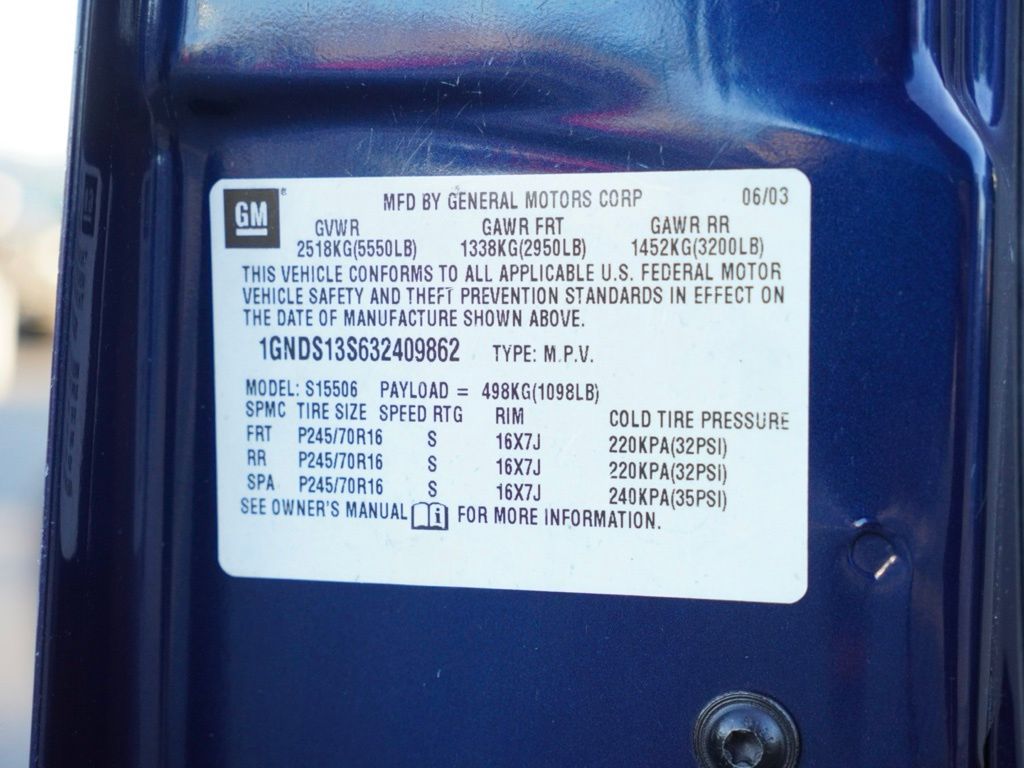 GM ® MFD BY GENERAL MOTORS CORP 06/03
GVWR GAWR FRT GAWR RR
2518KG(5550LB) 1338KG(2950LB) 1452KG(3200LB)
THIS VEHICLE CONFORMS TO ALL APPLICABLE U.S. FEDERAL MOTOR
VEHICLE SAFETY AND THEFT PREVENTION STANDARDS IN EFFECT ON
THE DATE OF MANUFACTURE SHOWN ABOVE.
1GNDS13S632409862 TYPE: M.P.V.
MODEL: S15506 PAYLOAD = 498KG(1098LB)
SPMC TIRE SIZE SPEED RTG RIM COLD TIRE PRESSURE
FRT P245/70R16 S 16X7J 220KPA(32PSI)
RR P245/70R16 S 16X7J 220KPA(32PSI)
SPA P245/70R16 S 16X7J 240KPA(35PSI)
SEE OWNER'S MANUAL i FOR MORE INFORMATION.